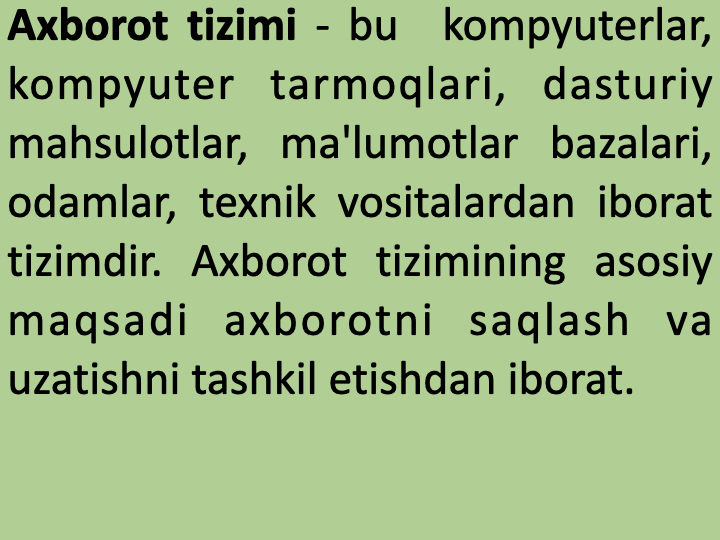 Axborot tizimi - bu kompyuterlar,
kompyuter tarmoqlari, dasturiy
mahsulotlar, ma'lumotlar bazalari,
odamlar, texnik vositalardan iborat
tizimdir. Axborot tizimining asosiy
maqsadi axborotni saqlash va
uzatishni tashkil etishdan iborat.